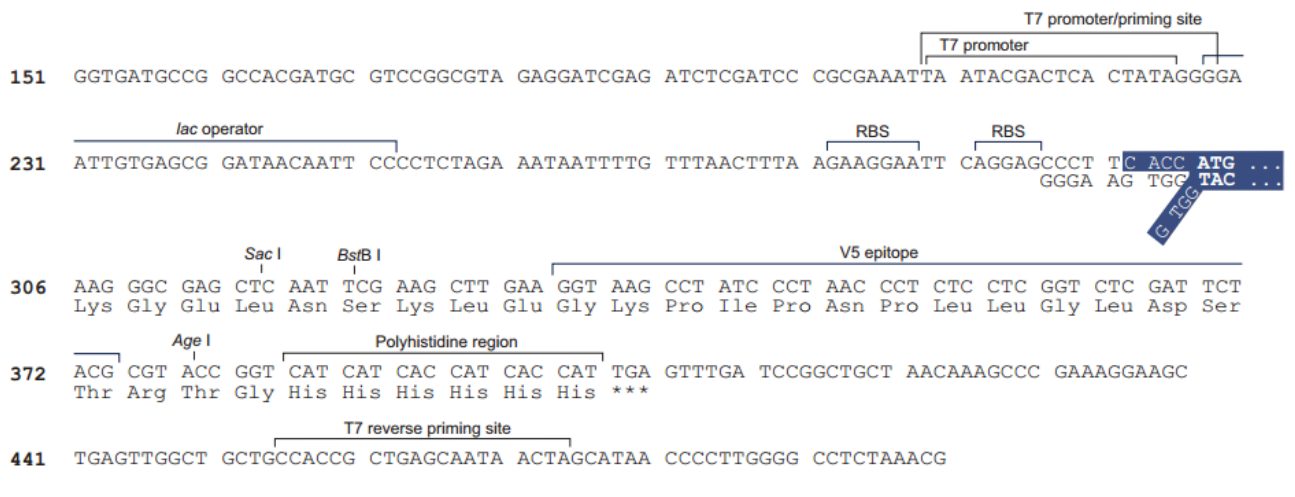 T7 promoter/priming site
T7 promoter
151 GGTGATGCCG GCCACGATGC GTCCGGCGTA GAGGATCGAG ATCTCGATCC CGCGAAATTA ATACGACTCA CTATAGGGGA
lac operator RBS RBS
231 ATTGTGAGCG GATAACAATT CCCCTCTAGA AATAATTTTG TTTAACTTTA AGAAGGAATT CAGGAGCCCT TC ACC ATG ...
GGGA AG TGG TAC ...
G TGG
Sac I BstB I V5 epitope
306 AAG GGC GAG CTC AAT TCG AAG CTT GAA GGT AAG CCT ATC CCT AAC CCT CTC CTC GGT CTC GAT TCT
Lys Gly Glu Leu Asn Ser Lys Leu Glu Gly Lys Pro Ile Pro Asn Pro Leu Leu Gly Leu Asp Ser
Age I Polyhistidine region
372 ACG CGT ACC GGT CAT CAT CAC CAT CAC CAT TGA GTTTGA TCCGGCTGCT AACAAAGCCC GAAAGGAAGC
Thr Arg Thr Gly His His His His His His ***
T7 reverse priming site
441 TGAGTTGGCT GCTGCCACCG CTGAGCAATA ACTAGCATAA CCCCTTGGGG CCTCTAAACG